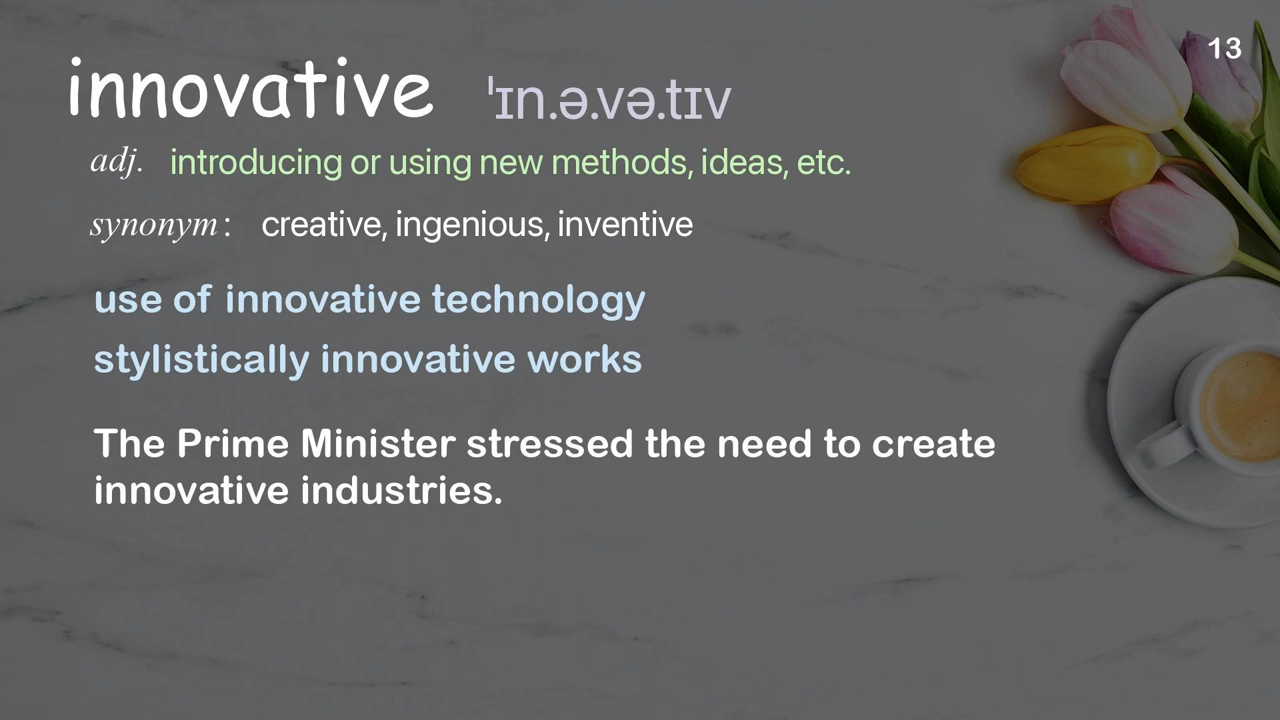 13
innovative ˈɪn.ə.və.tɪv
adj. introducing or using new methods, ideas, etc.
synonym: creative, ingenious, inventive
use of innovative technology
stylistically innovative works
The Prime Minister stressed the need to create
innovative industries.